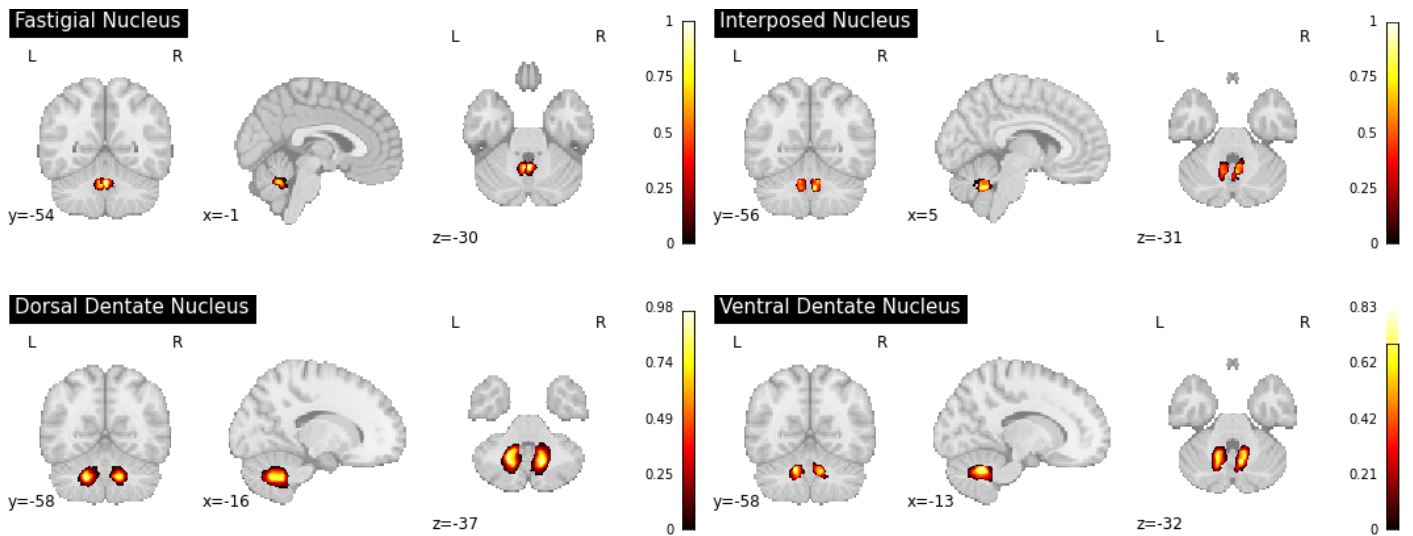 Fastigial Nucleus
L R
L R
y=-54
x=-1
z=-30
1
0.75
0.5
0.25
0
Interposed Nucleus
L R
L R
y=-56
x=5
z=-31
1
0.75
0.5
0.25
0
Dorsal Dentate Nucleus
L R
L R
y=-58
x=-16
z=-37
0.98
0.74
0.49
0.25
0
Ventral Dentate Nucleus
L R
L R
y=-58
x=-13
z=-32
0.83
0.62
0.42
0.21
0